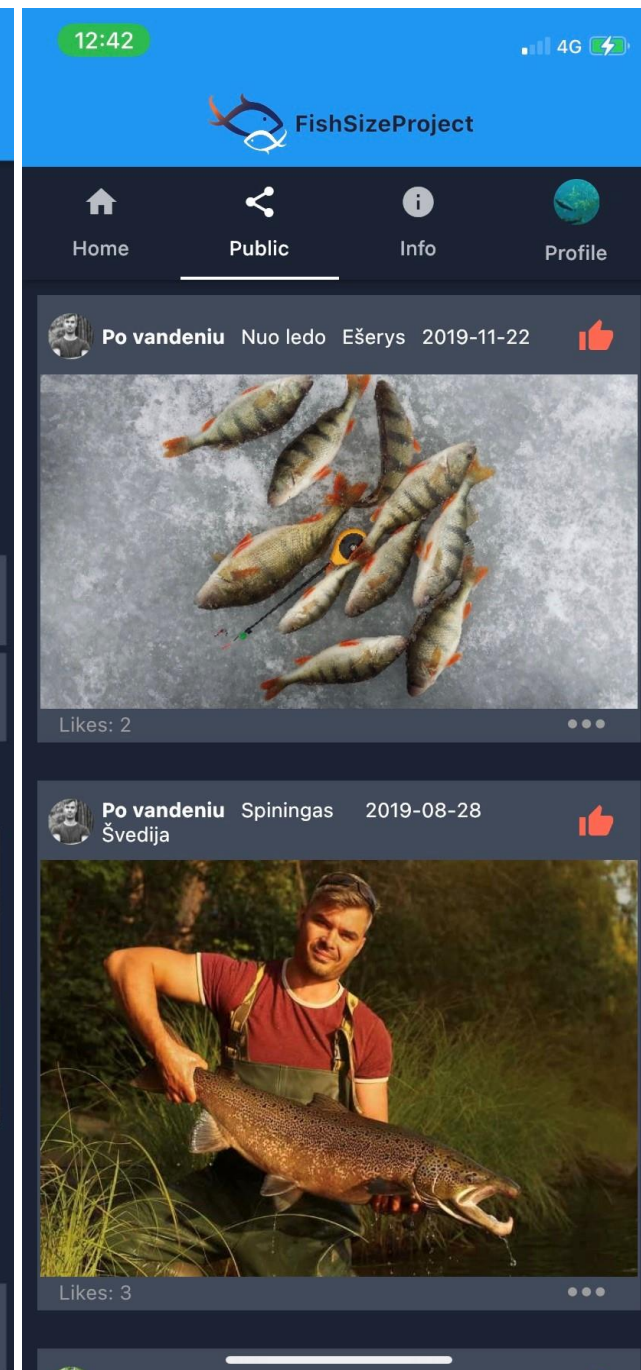 12:42
4G
FishSizeProject
Home Public Info Profile
Po vandeniu Nuo ledo Ešerys 2019-11-22
Likes: 2
Po vandeniu Spiningas 2019-08-28
Švedija
Likes: 3